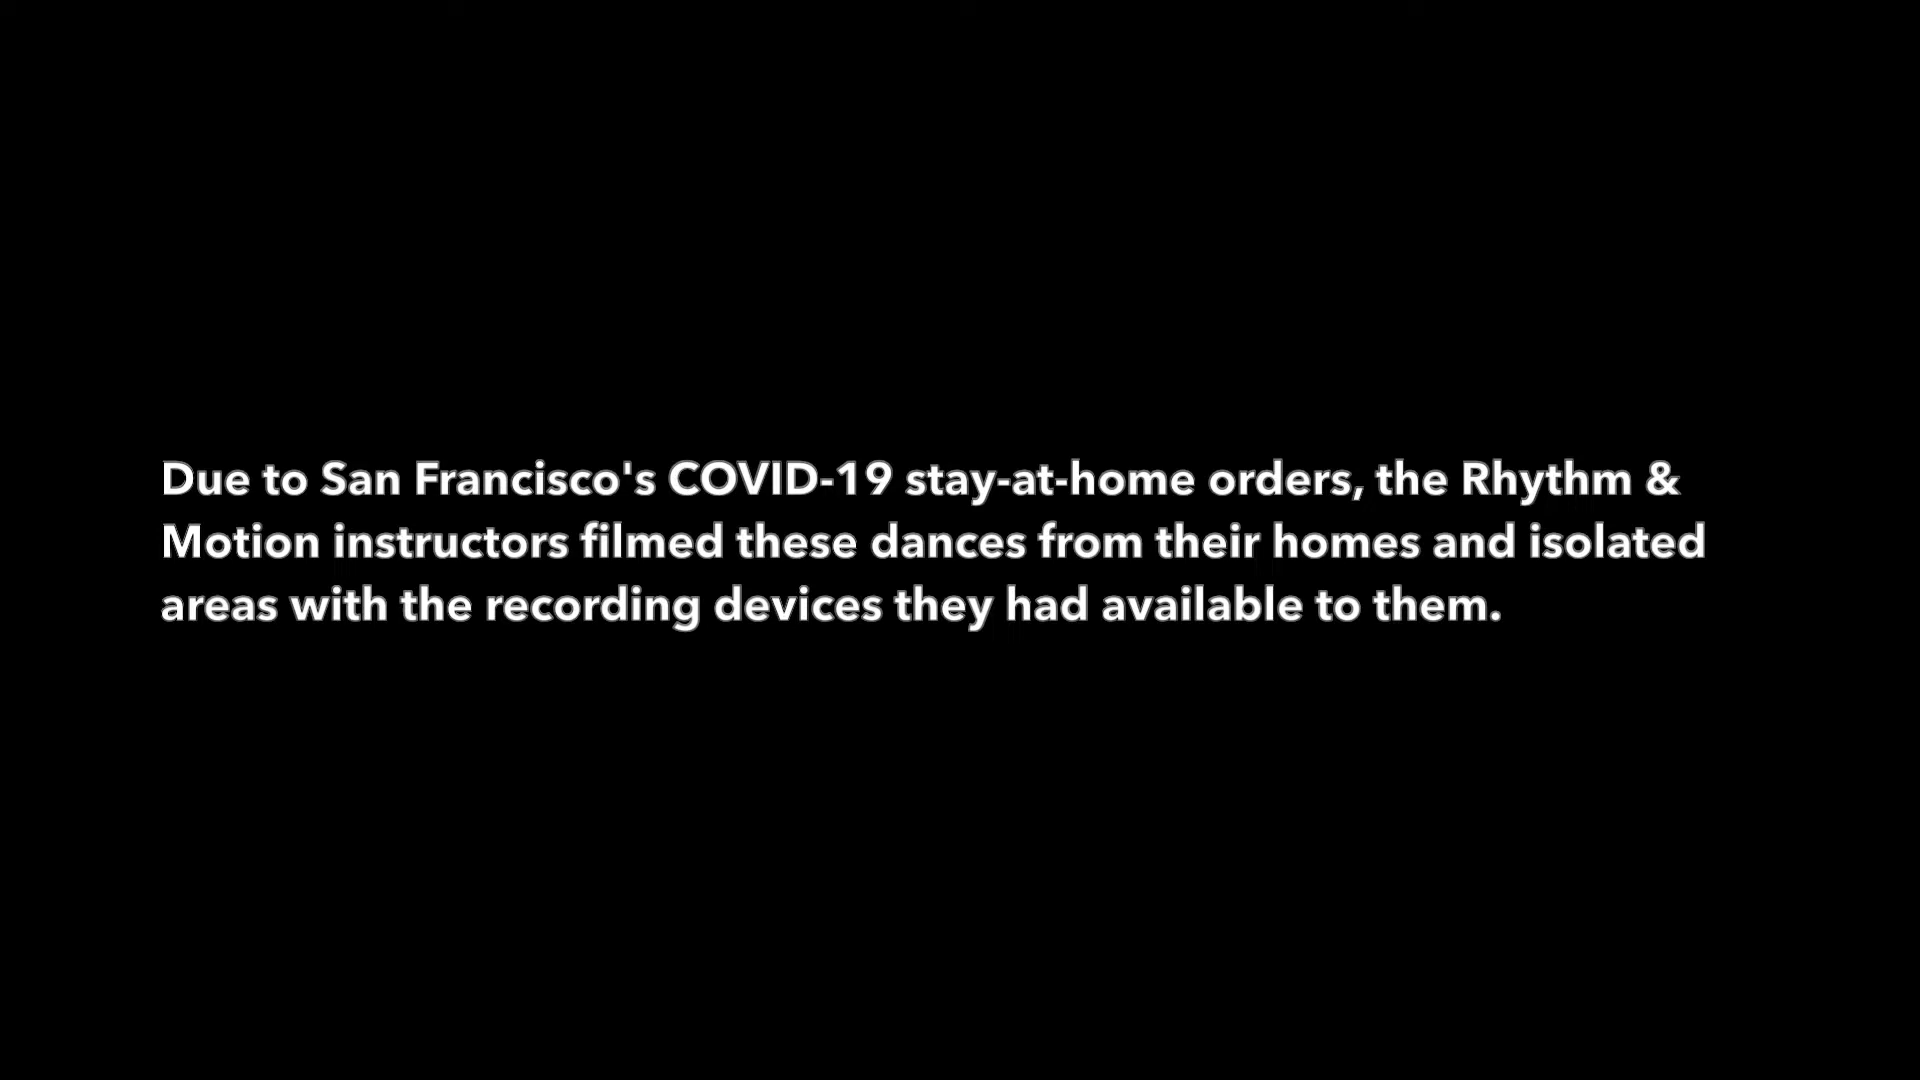 Due to San Francisco's COVID-19 stay-at-home orders, the Rhythm &
Motion instructors filmed these dances from their homes and isolated
areas with the recording devices they had available to them.